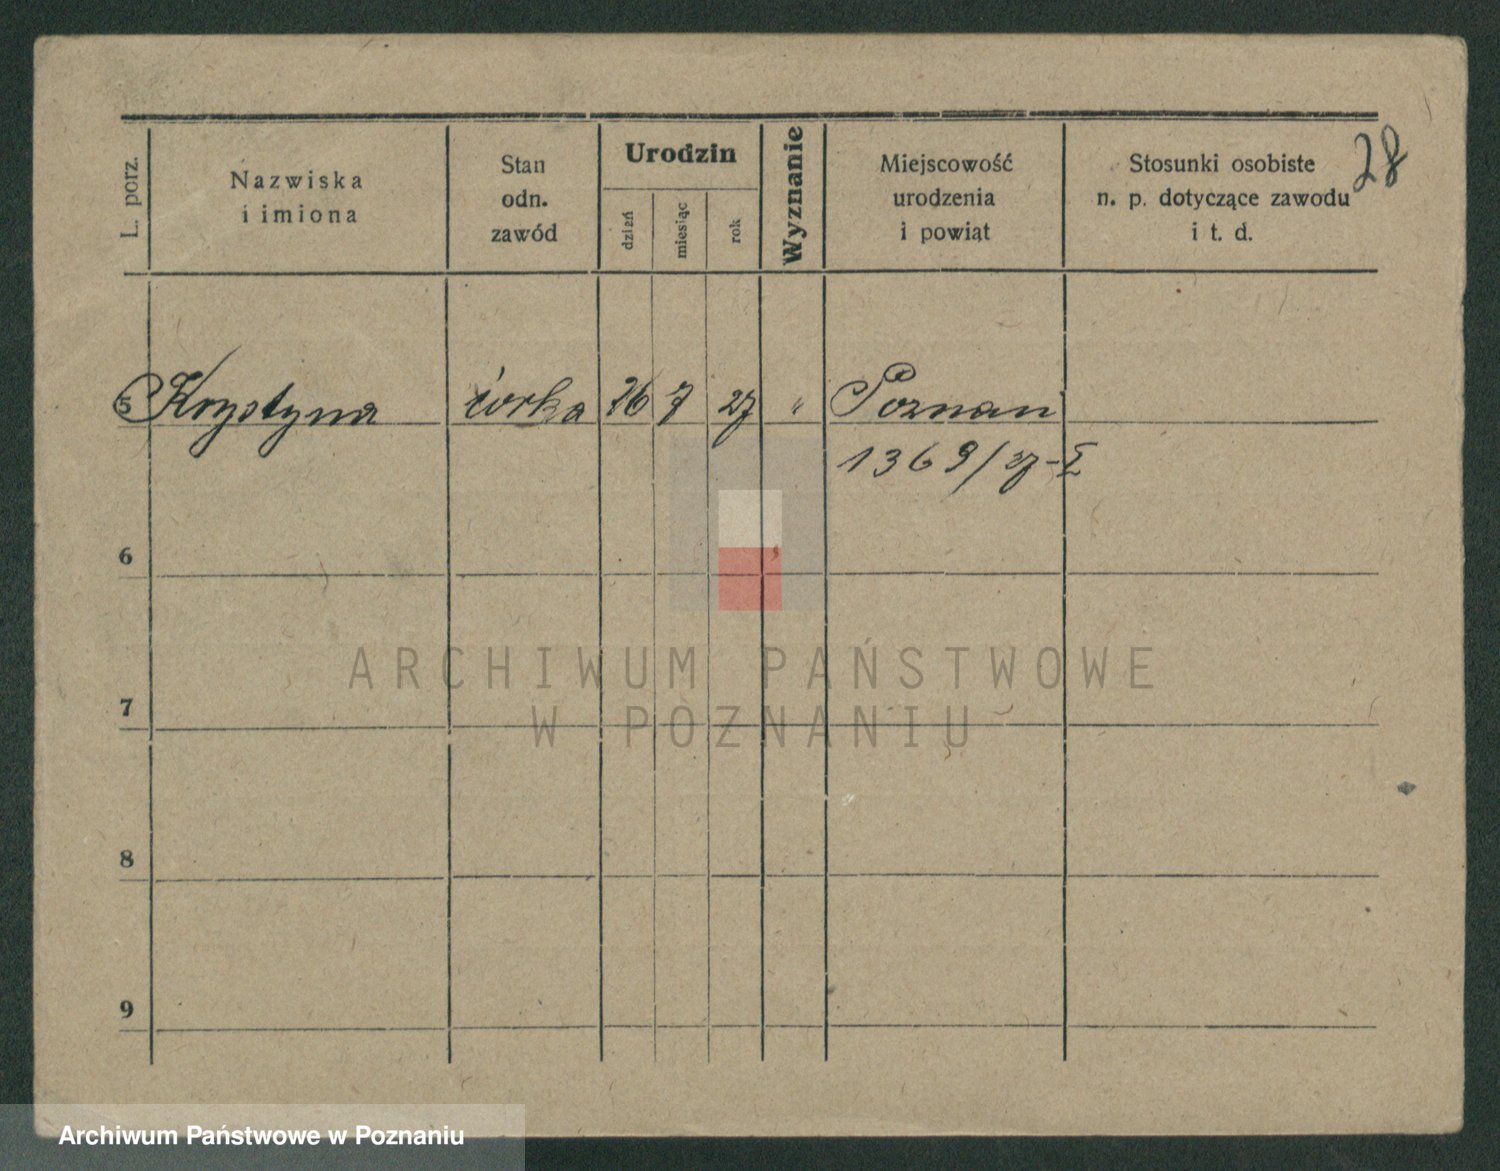 28
L. porz.
Nazwiska
i imiona
Stan
odn.
zawód
Urodzin
dzień
miesiąc
rok
Wyznanie
Miejscowość
urodzenia
i powiat
Stosunki osobiste
n. p. dotyczące zawodu
i t. d.
5 Krystyna córka 26 7 27 " Poznań
1369/27-I
6
7
8
9
ARCHIWUM PAŃSTWOWE
W POZNANIU
Archiwum Państwowe w Poznaniu